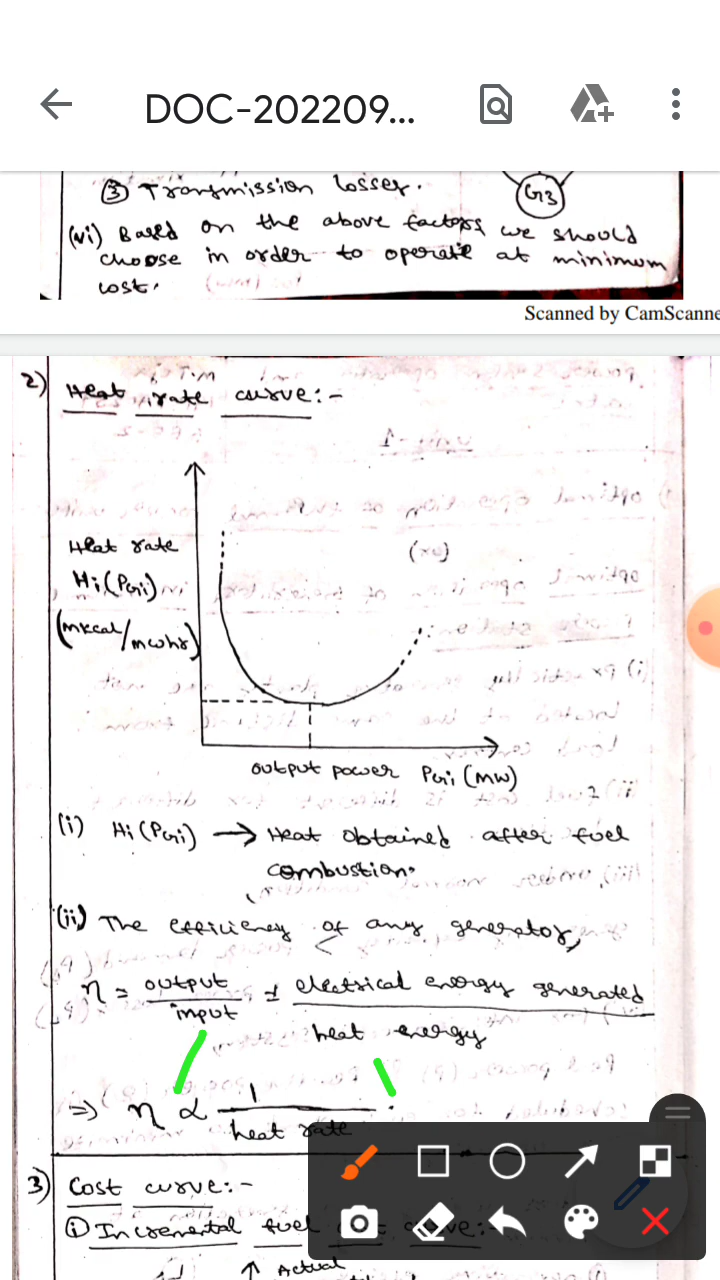 DOC-202209...
③ Transmission losses.
G3
(vi) Based on the above factors we should
choose in order to operate at minimum
cost.
Scanned by CamScanne
2) Heat rate curve:-
Heat rate
Hi(PGi)
(mkcal/mwhr)
output power PGi (MW)
(i) Hi(PGi) → Heat obtained after fuel
combustion.
(ii) The efficiency of any generator,
η = output = electrical energy generated
input heat energy
⇒ η ∝ 1
heat rate
3) Cost curve:-
① Incremental fuel curve:
Actual